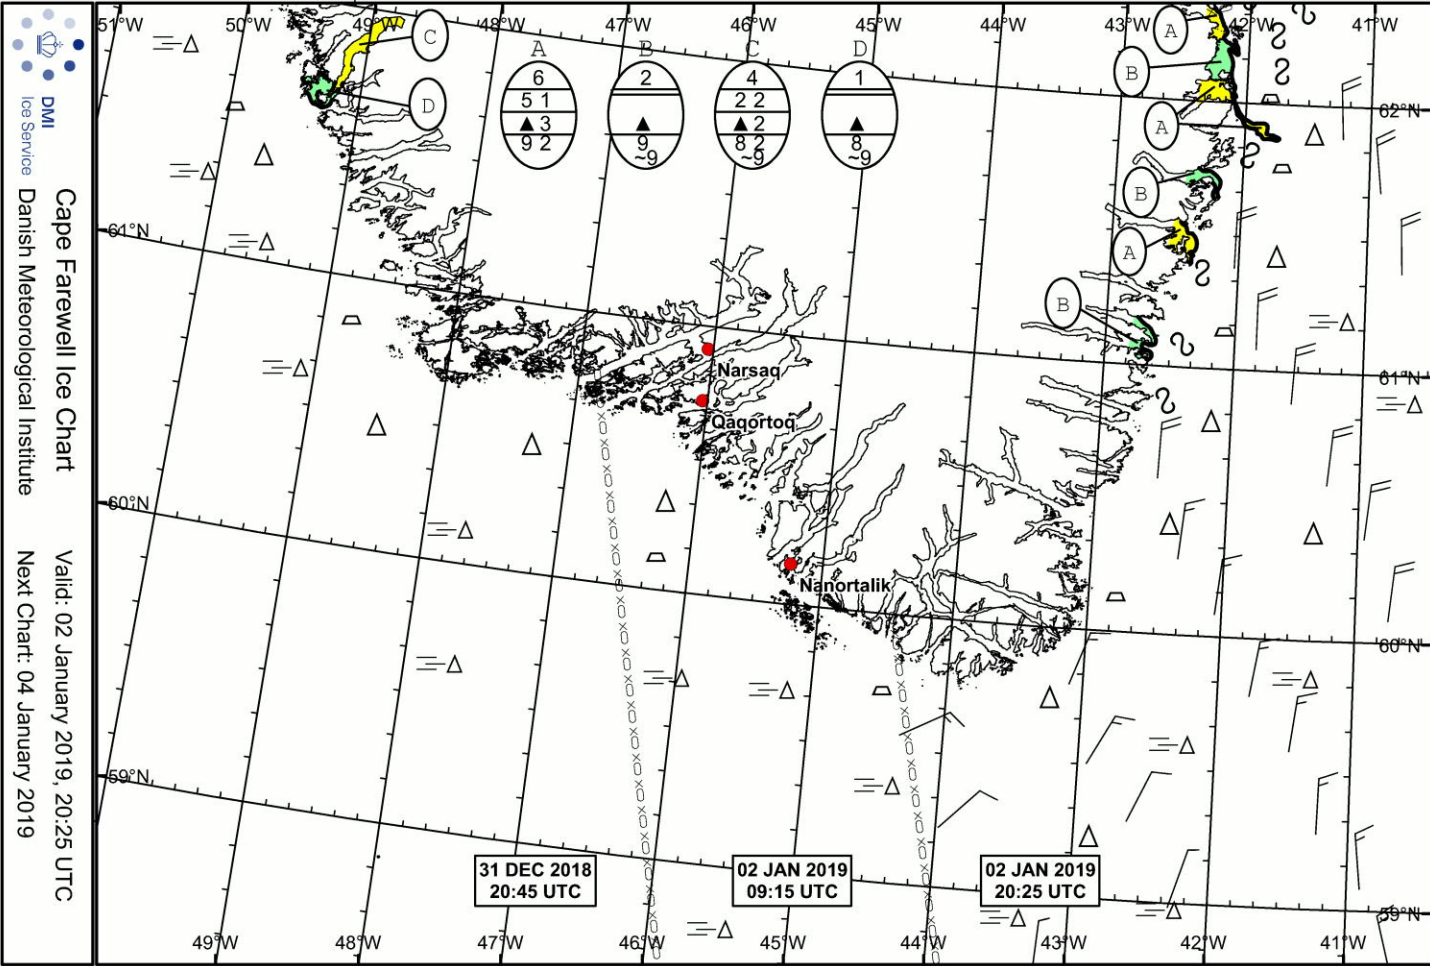 51°W 50°W 49°W 48°W 47°W 46°W 45°W 44°W 43°W 42°W 41°W
C
D
A B C D
6 2 4 1
5 1 2 2
3 2
9 2 9 8 2 8
~9 ~9 ~9
A
B
A
B
A
B
62°N
61°N
61°N
60°N
60°N
59°N
59°N
Narsaq
Qaqortoq
Nanortalik
31 DEC 2018
20:45 UTC
02 JAN 2019
09:15 UTC
02 JAN 2019
20:25 UTC
49°W 48°W 47°W 46°W 45°W 44°W 43°W 42°W 41°W
DMI
Ice Service
Cape Farewell Ice Chart
Danish Meteorological Institute
Valid: 02 January 2019, 20:25 UTC
Next Chart: 04 January 2019